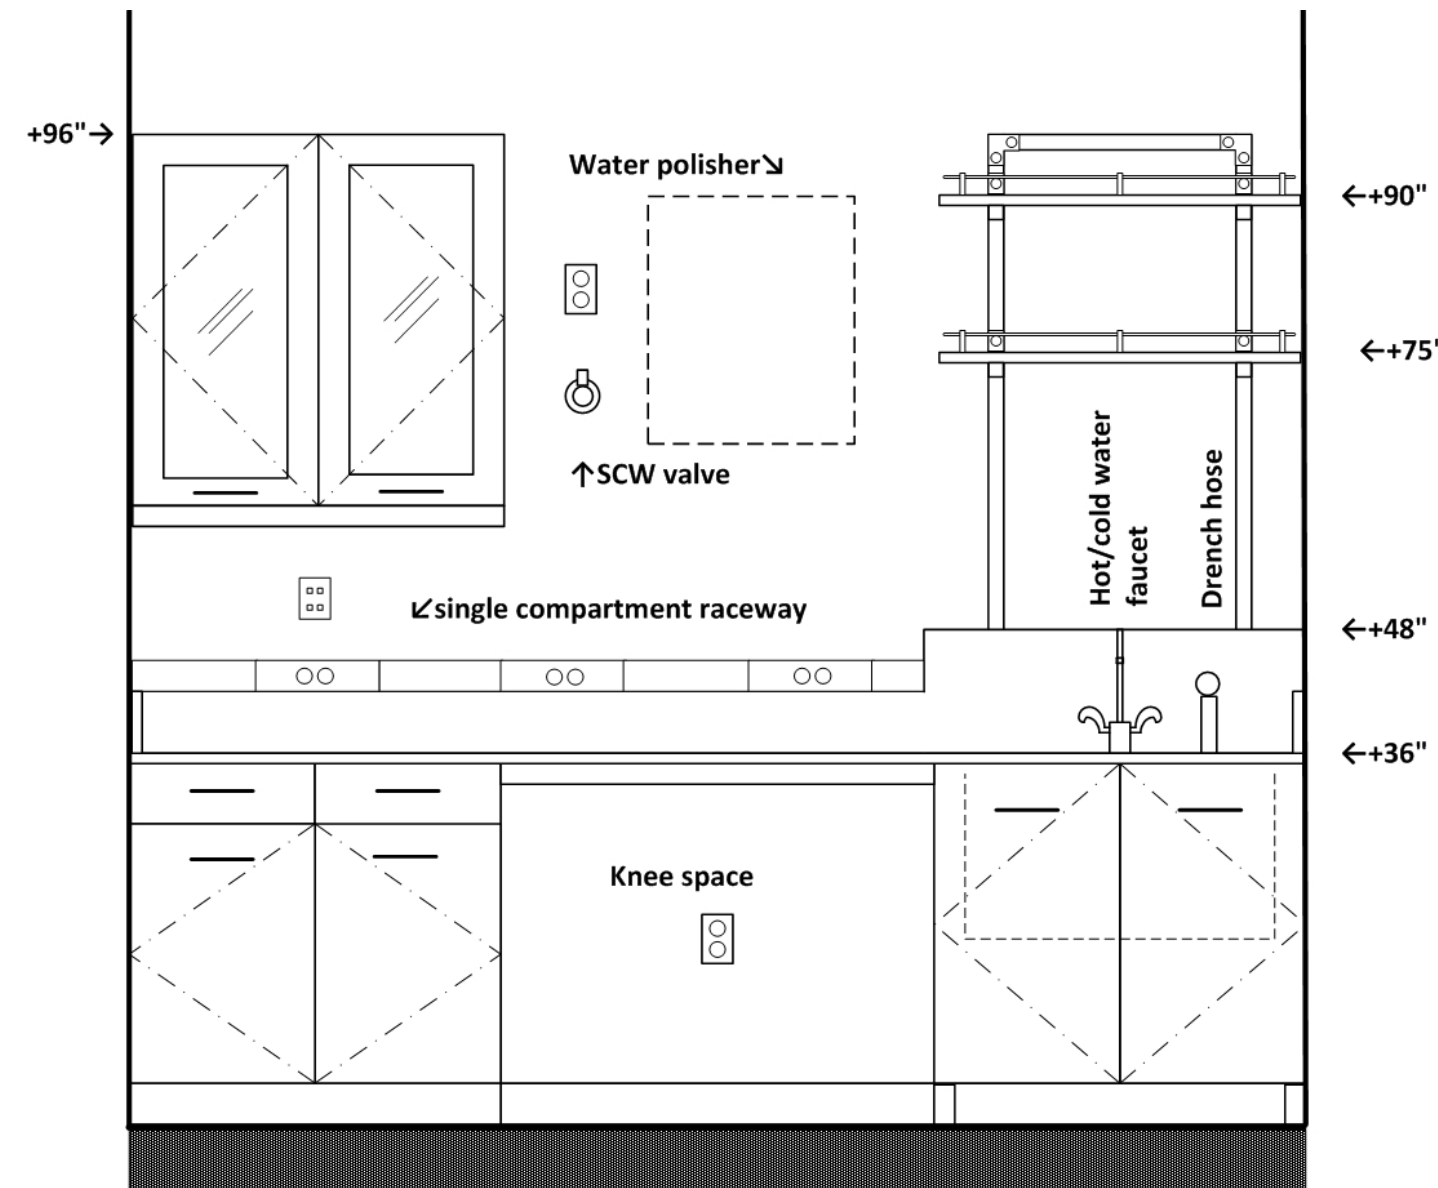 +96"→
Water polisher↘
←+90"
←+75'
↑SCW valve
Hot/cold water
faucet
Drench hose
↙single compartment raceway
←+48"
←+36"
Knee space